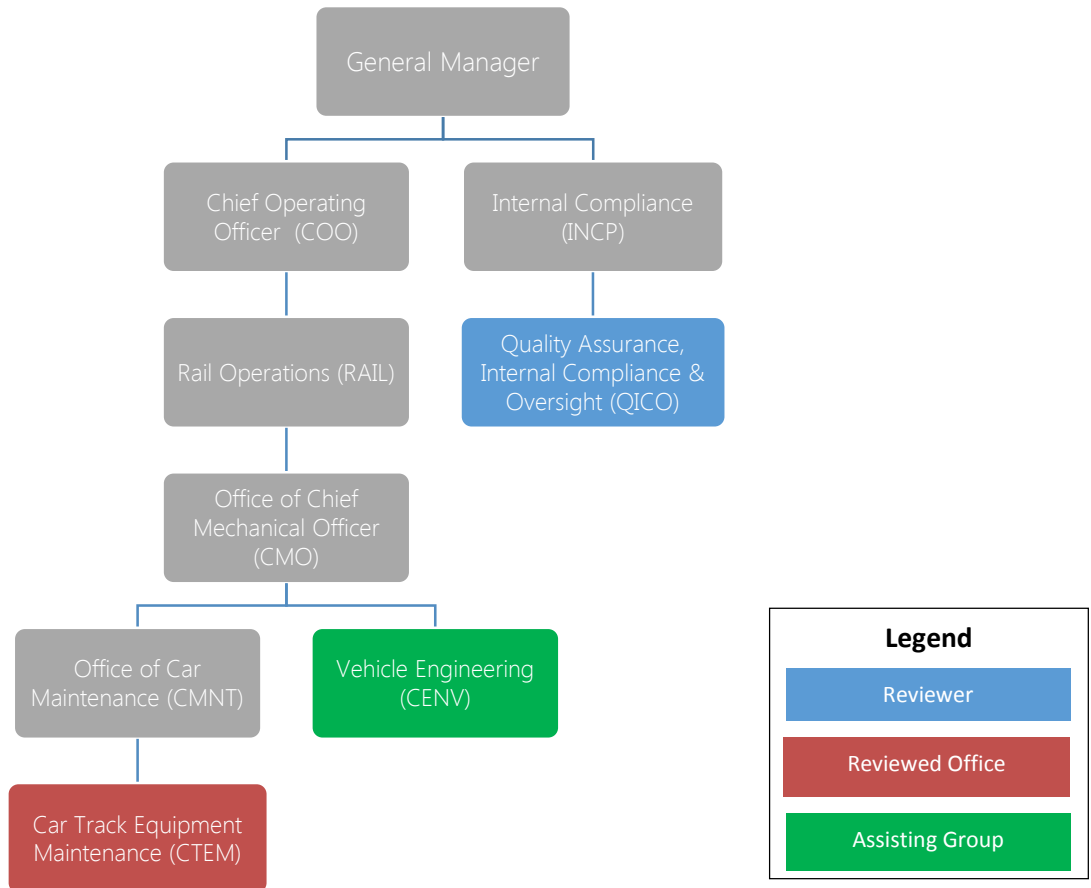 General Manager
Chief Operating
Officer (COO)
Internal Compliance
(INCP)
Rail Operations (RAIL)
Quality Assurance,
Internal Compliance &
Oversight (QICO)
Office of Chief
Mechanical Officer
(CMO)
Office of Car
Maintenance (CMNT)
Vehicle Engineering
(CENV)
Car Track Equipment
Maintenance (CTEM)
Legend
Reviewer
Reviewed Office
Assisting Group